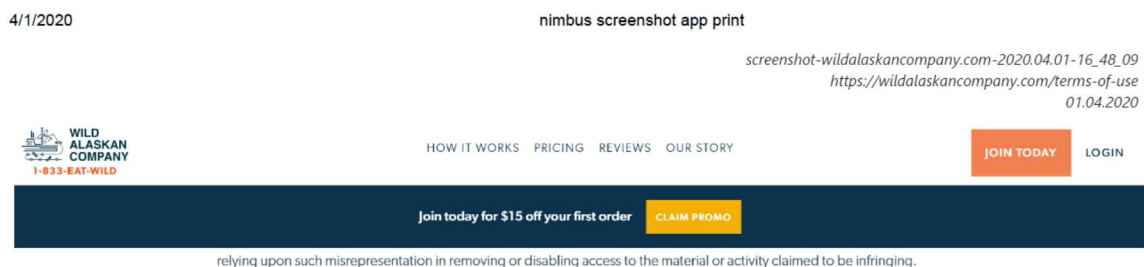 4/1/2020 nimbus screenshot app print
screenshot-wildalaskancompany.com-2020.04.01-16_48_09
https://wildalaskancompany.com/terms-of-use
01.04.2020
WILD
ALASKAN
COMPANY
1-833-EAT-WILD
HOW IT WORKS PRICING REVIEWS OUR STORY
JOIN TODAY LOGIN
Join today for $15 off your first order CLAIM PROMO
relying upon such misrepresentation in removing or disabling access to the material or activity claimed to be infringing.